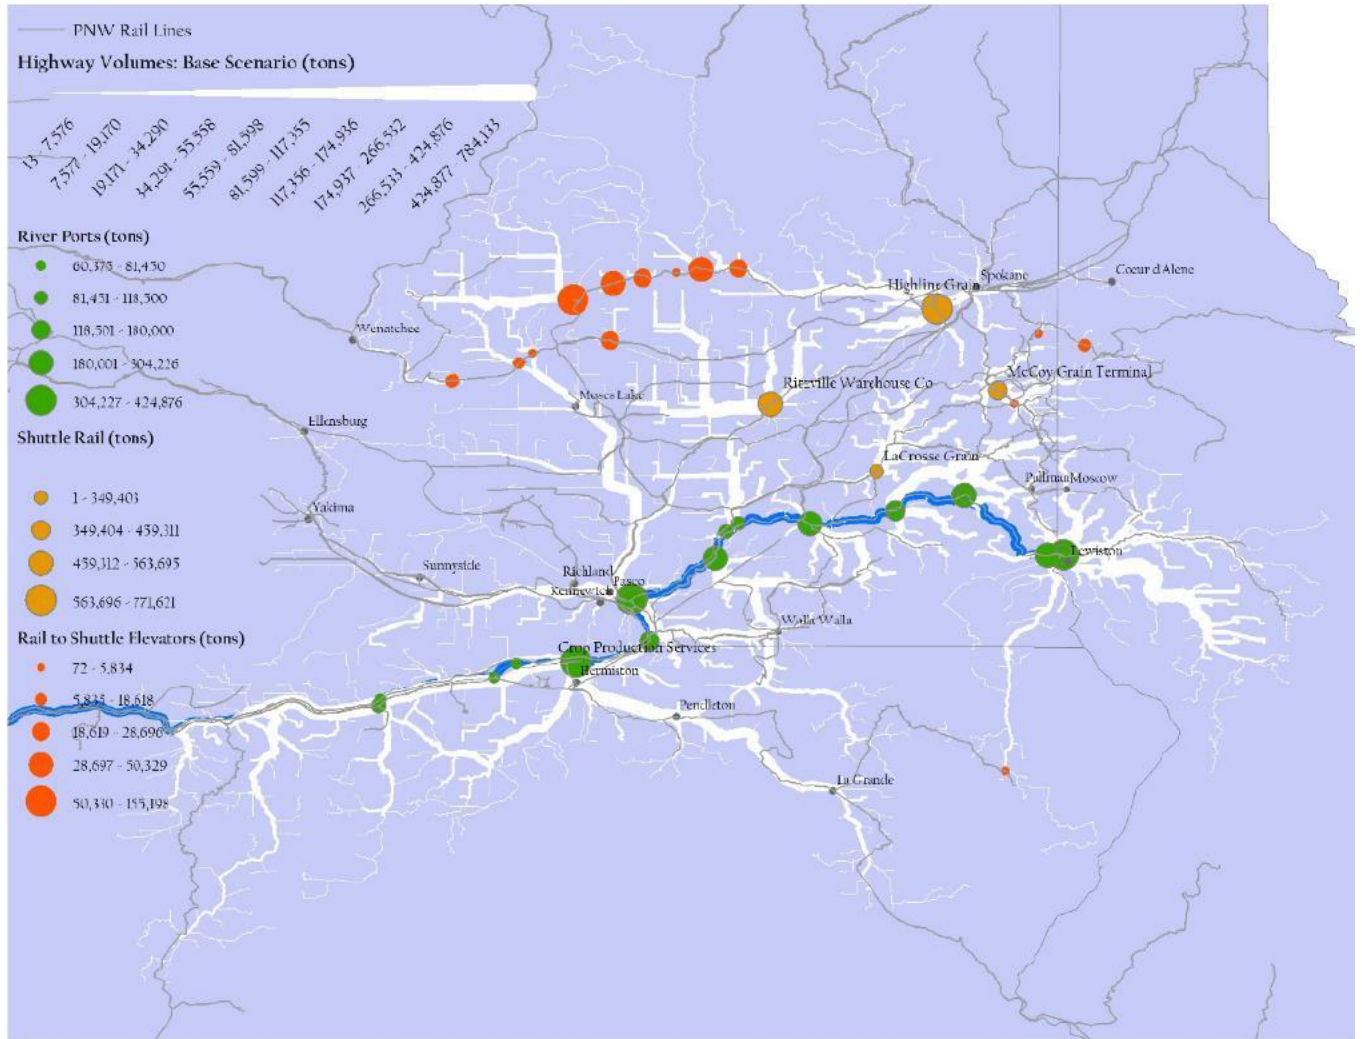 PNW Rail Lines
Highway Volumes: Base Scenario (tons)
13 - 7,576
7,577 - 19,170
19,171 - 34,290
34,291 - 55,558
55,559 - 81,598
81,599 - 117,355
117,356 - 174,936
174,937 - 266,532
266,533 - 424,876
424,877 - 784,133
River Ports (tons)
60,375 - 81,450
81,451 - 118,500
118,501 - 180,000
180,001 - 304,226
304,227 - 424,876
Shuttle Rail (tons)
1 - 349,403
349,404 - 459,311
459,312 - 563,695
563,696 - 771,621
Rail to Shuttle Elevators (tons)
72 - 5,834
5,835 - 18,618
18,619 - 28,696
28,697 - 50,329
50,330 - 155,198
Spokane
Coeur d'Alene
Highline Grain
Wenatchee
McCoy Grain Terminal
Ritzville Warehouse Co
Moses Lake
Ellensburg
LaCrosse Grain
Pullman
Moscow
Yakima
Lewiston
Sunnyside
Richland
Pasco
Kennewick
Walla Walla
Crop Production Services
Hermiston
Pendleton
La Grande